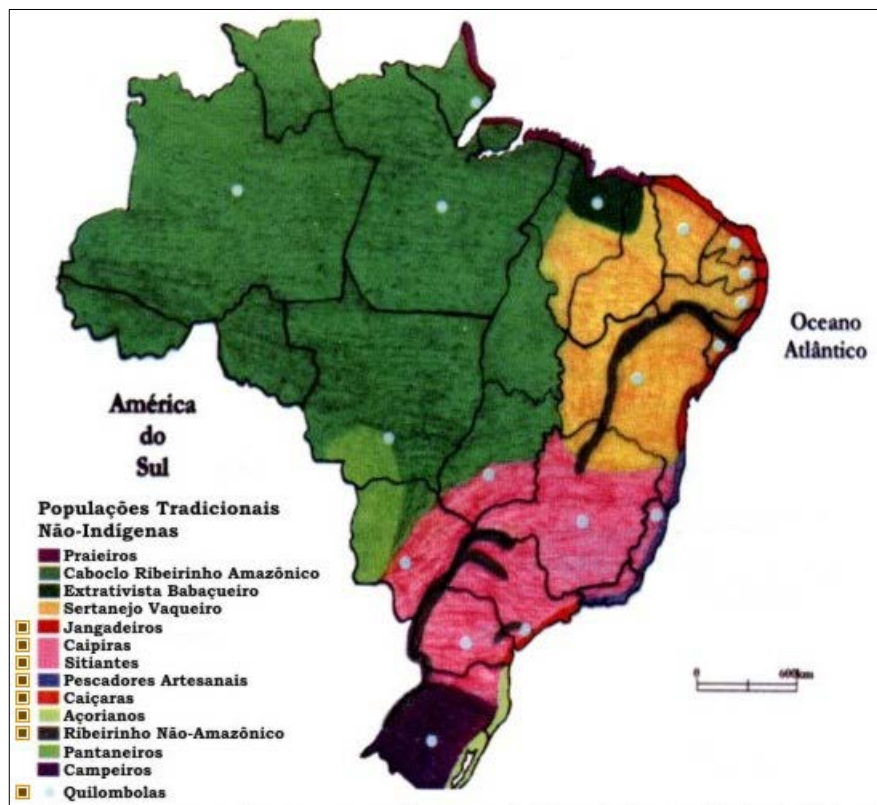 Oceano
Atlântico
América
do
Sul
Populações Tradicionais
Não-Indígenas
Praieiros
Caboclo Ribeirinho Amazônico
Extrativista Babaçueiro
Sertanejo Vaqueiro
Jangadeiros
Caipiras
Sitiantes
Pescadores Artesanais
Caiçaras
Açorianos
Ribeirinho Não-Amazônico
Pantaneiros
Campeiros
Quilombolas
0 600km